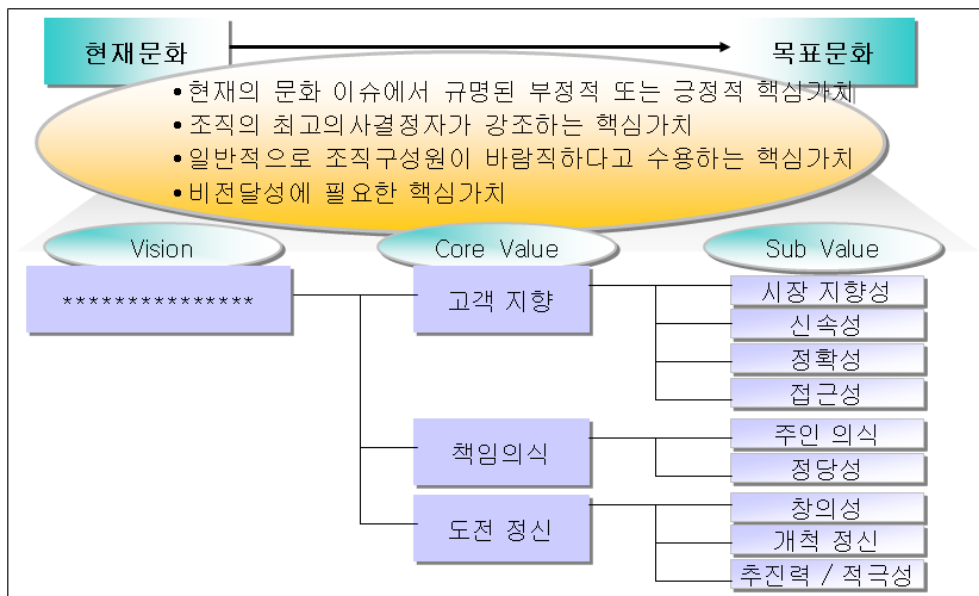 현재문화
목표문화
•현재의 문화 이슈에서 규명된 부정적 또는 긍정적 핵심가치
•조직의 최고의사결정자가 강조하는 핵심가치
•일반적으로 조직구성원이 바람직하다고 수용하는 핵심가치
•비전달성에 필요한 핵심가치
Vision
Core Value
Sub Value
***************
고객 지향
시장 지향성
신속성
정확성
접근성
책임의식
주인 의식
정당성
도전 정신
창의성
개척 정신
추진력 / 적극성